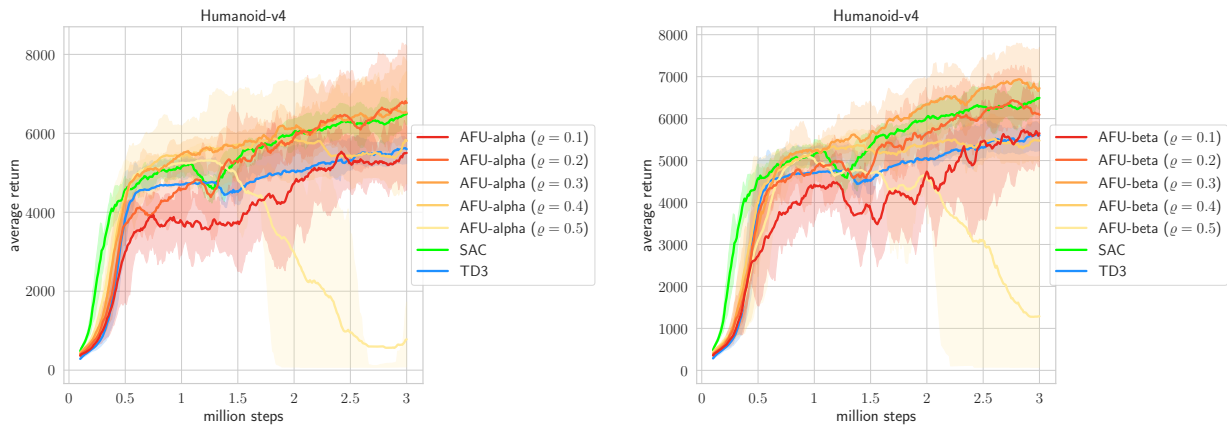 Humanoid-v4
8000
6000
4000
2000
0
average return
0
0.5
1
1.5
2
2.5
3
million steps
AFU-alpha (ϱ = 0.1)
AFU-alpha (ϱ = 0.2)
AFU-alpha (ϱ = 0.3)
AFU-alpha (ϱ = 0.4)
AFU-alpha (ϱ = 0.5)
SAC
TD3
Humanoid-v4
8000
7000
6000
5000
4000
3000
2000
1000
0
average return
0
0.5
1
1.5
2
2.5
3
million steps
AFU-beta (ϱ = 0.1)
AFU-beta (ϱ = 0.2)
AFU-beta (ϱ = 0.3)
AFU-beta (ϱ = 0.4)
AFU-beta (ϱ = 0.5)
SAC
TD3